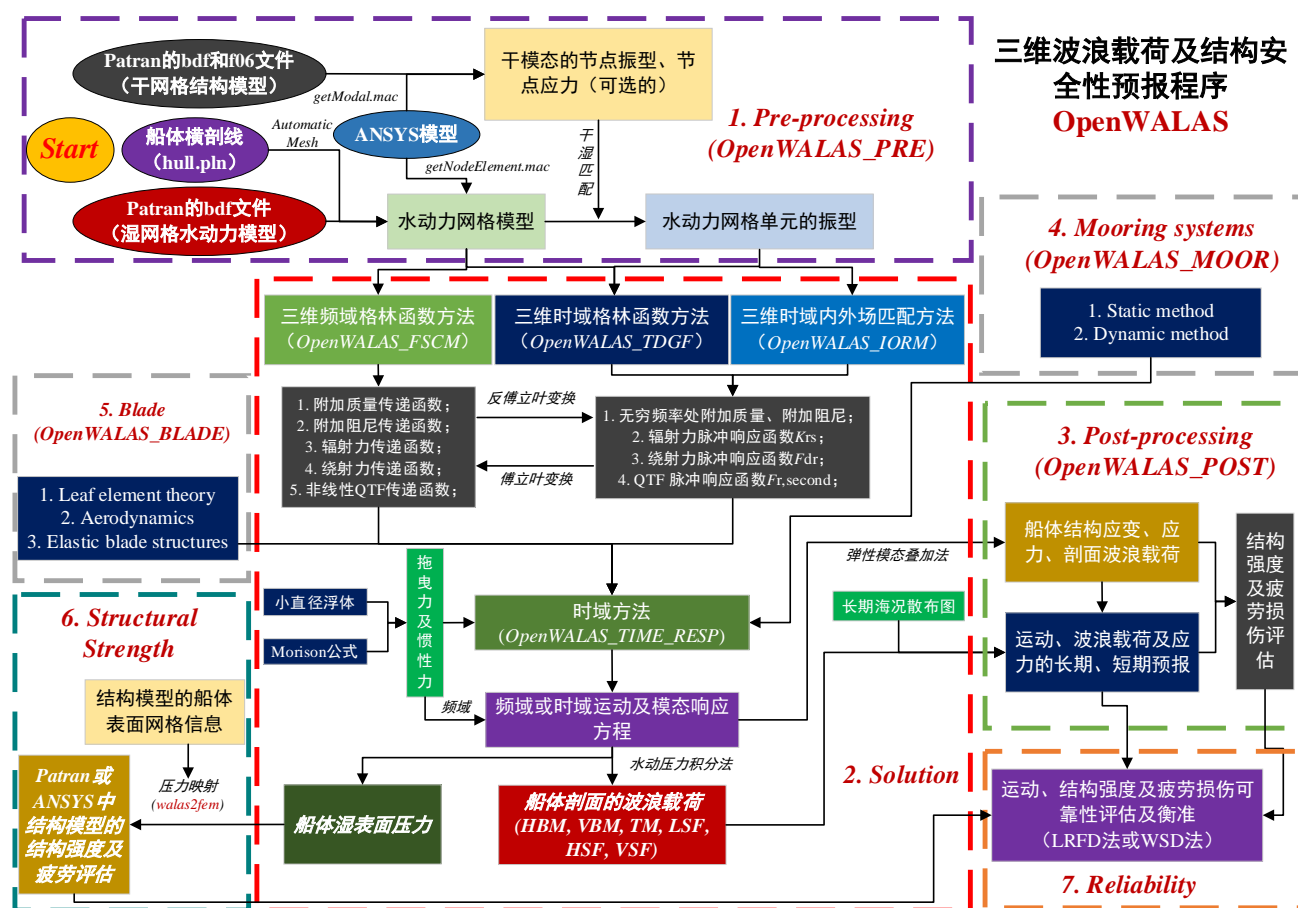 三维波浪载荷及结构安
全性预报程序
OpenWALAS
Patran的bdf和f06文件
（干网格结构模型）
干模态的节点振型、节
点应力（可选的）
getModal.mac
Start
船体横剖线
（hull.pln）
Automatic
Mesh
ANSYS模型
干湿匹配
1. Pre-processing
(OpenWALAS_PRE)
getNodeElement.mac
Patran的bdf文件
（湿网格水动力模型）
水动力网格模型
水动力网格单元的振型
4. Mooring systems
(OpenWALAS_MOOR)
1. Static method
2. Dynamic method
三维频域格林函数方法
（OpenWALAS_FSCM）
三维时域格林函数方法
（OpenWALAS_TDGF）
三维时域内外场匹配方法
（OpenWALAS_IORM）
5. Blade
(OpenWALAS_BLADE)
1. Leaf element theory
2. Aerodynamics
3. Elastic blade structures
1. 附加质量传递函数；
2. 附加阻尼传递函数；
3. 辐射力传递函数；
4. 绕射力传递函数；
5. 非线性QTF传递函数；
反傅立叶变换
傅立叶变换
1. 无穷频率处附加质量、附加阻尼；
2. 辐射力脉冲响应函数Krs；
3. 绕射力脉冲响应函数Fdr；
4. QTF 脉冲响应函数Fr,second；
3. Post-processing
(OpenWALAS_POST)
船体结构应变、应
力、剖面波浪载荷
结构强度及疲劳损伤评估
弹性模态叠加法
长期海况散布图
运动、波浪载荷及应
力的长期、短期预报
小直径浮体
Morison公式
拖曳力及惯性力
时域方法
(OpenWALAS_TIME_RESP)
频域
频域或时域运动及模态响应
方程
水动压力积分法
2. Solution
船体湿表面压力
船体剖面的波浪载荷
(HBM, VBM, TM, LSF,
HSF, VSF)
6. Structural
Strength
结构模型的船体
表面网格信息
压力映射
(walas2fem)
Patran或
ANSYS中
结构模型的
结构强度及
疲劳评估
运动、结构强度及疲劳损伤可
靠性评估及衡准
（LRFD法或WSD法）
7. Reliability